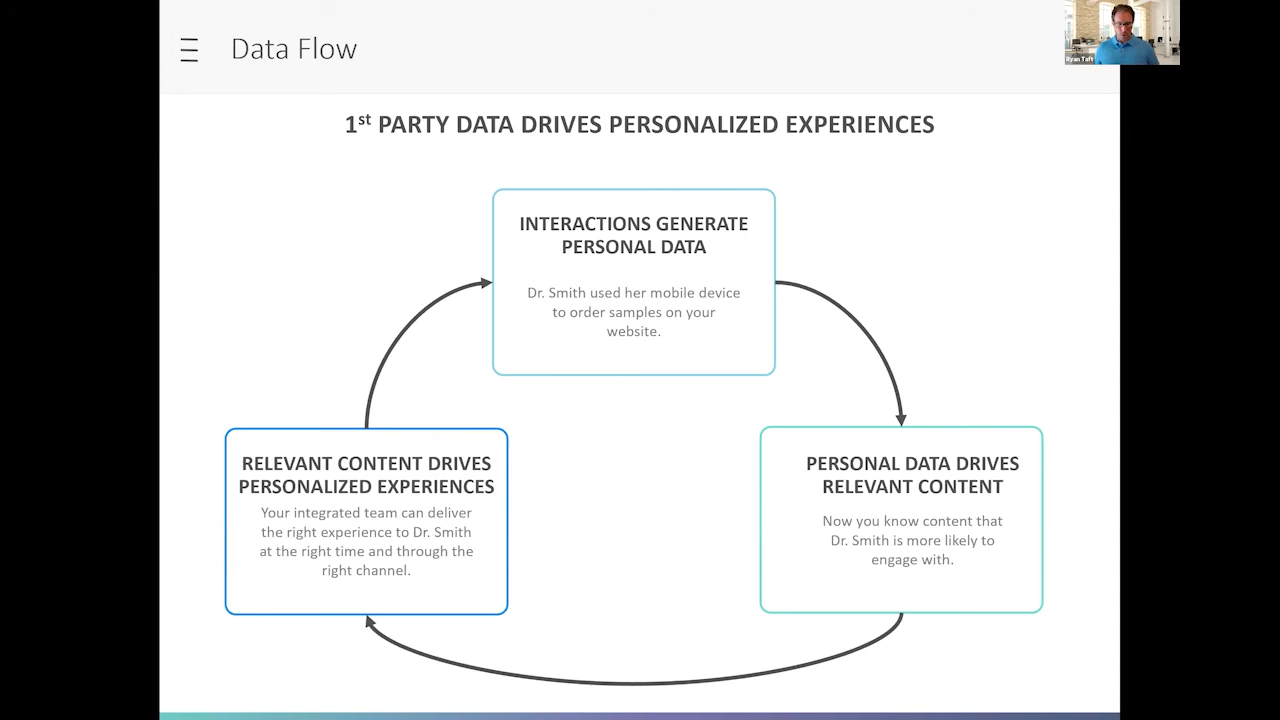 Data Flow
Ryan Taft
1st PARTY DATA DRIVES PERSONALIZED EXPERIENCES
INTERACTIONS GENERATE
PERSONAL DATA
Dr. Smith used her mobile device
to order samples on your
website.
RELEVANT CONTENT DRIVES
PERSONALIZED EXPERIENCES
Your integrated team can deliver
the right experience to Dr. Smith
at the right time and through the
right channel.
PERSONAL DATA DRIVES
RELEVANT CONTENT
Now you know content that
Dr. Smith is more likely to
engage with.